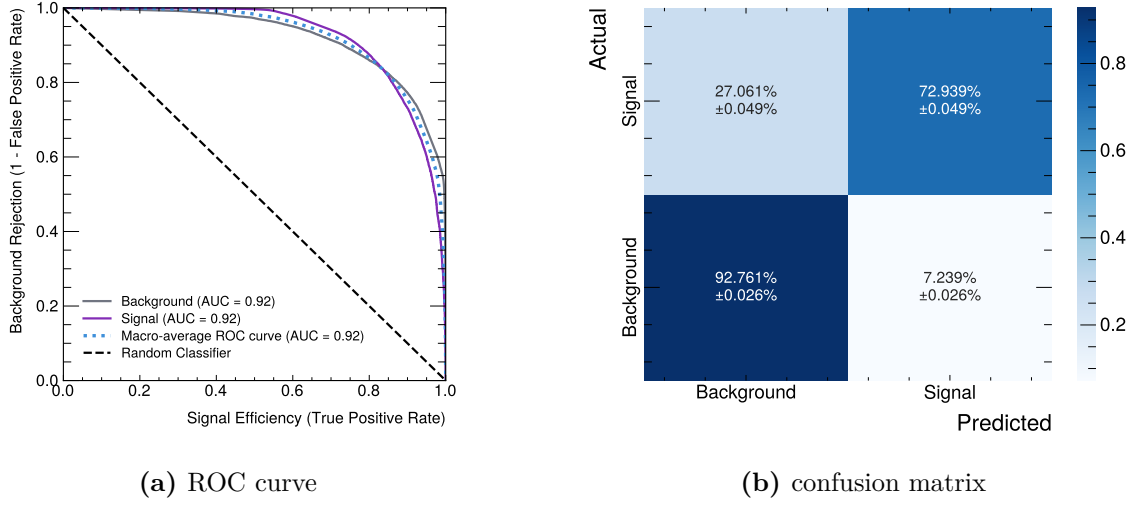 Background Rejection (1 - False Positive Rate)
1.0
0.8
0.6
0.4
0.2
0.0
Background (AUC = 0.92)
Signal (AUC = 0.92)
Macro-average ROC curve (AUC = 0.92)
Random Classifier
0.0 0.2 0.4 0.6 0.8 1.0
Signal Efficiency (True Positive Rate)
(a) ROC curve
Actual
Signal
Background
27.061%
±0.049%
72.939%
±0.049%
92.761%
±0.026%
7.239%
±0.026%
Background Signal
Predicted
0.8
0.6
0.4
0.2
(b) confusion matrix